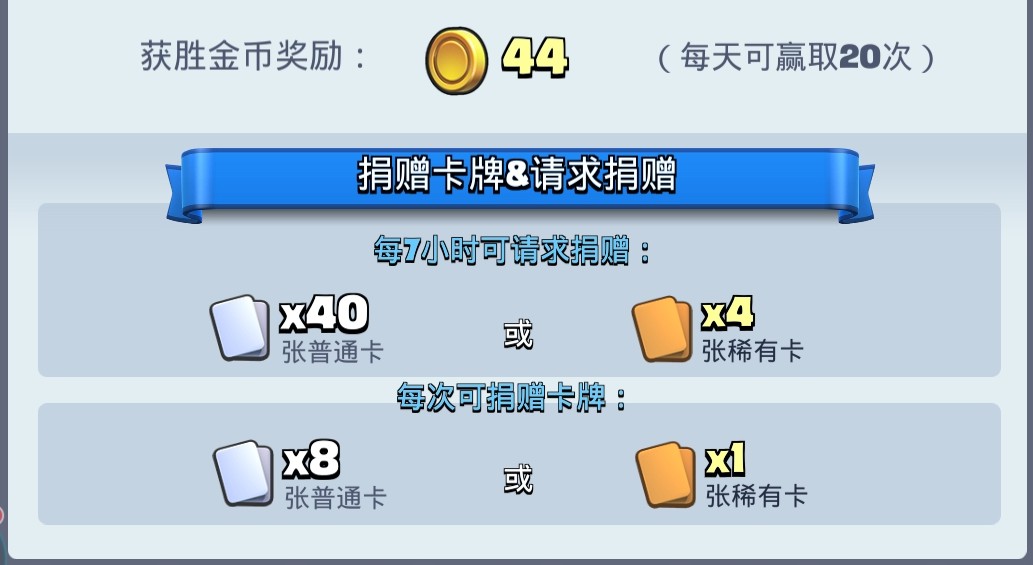 获胜金币奖励： 44 （每天可赢取20次）
捐赠卡牌&请求捐赠
每7小时可请求捐赠：
x40 或 x4
张普通卡 张稀有卡
每次可捐赠卡牌：
x8 或 x1
张普通卡 张稀有卡